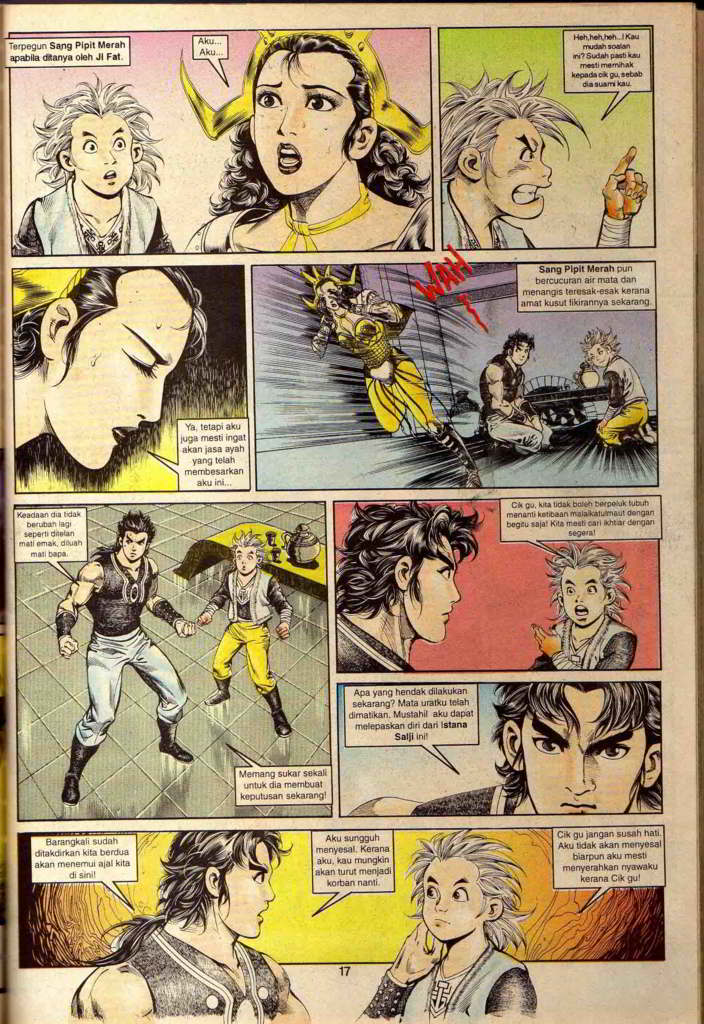 Terpegun Sang Pipit Merah
apabila ditanya oleh Ji Fat.
Aku...
Aku...
Heh,heh,heh...! Kau
mudah soalan
ini? Sudah pasti kau
mesti memihak
kepada cik gu, sebab
dia suami kau.
Ya, tetapi aku
juga mesti ingat
akan jasa ayah
yang telah
membesarkan
aku ini...
WAH
Sang Pipit Merah pun
bercucuran air mata dan
menangis teresak-esak kerana
amat kusut fikirannya sekarang.
Keadaan dia tidak
berubah lagi
seperti ditelan
mati emak, diluah
mati bapa.
Memang sukar sekali
untuk dia membuat
keputusan sekarang!
Cik gu, kita tidak boleh berpeluk tubuh
menanti ketibaan malaikatulmaut dengan
begitu saja! Kita mesti cari ikhtiar dengan
segera!
Apa yang hendak dilakukan
sekarang? Mata uratku telah
dimatikan. Mustahil aku dapat
melepaskan diri dari Istana
Salji ini!
Barangkali sudah
ditakdirkan kita berdua
akan menemui ajal kita
di sini!
Aku sungguh
menyesal. Kerana
aku, kau mungkin
akan turut menjadi
korban nanti.
Cik gu jangan susah hati.
Aku tidak akan menyesal
biarpun aku mesti
menyerahkan nyawaku
kerana Cik gu!
17